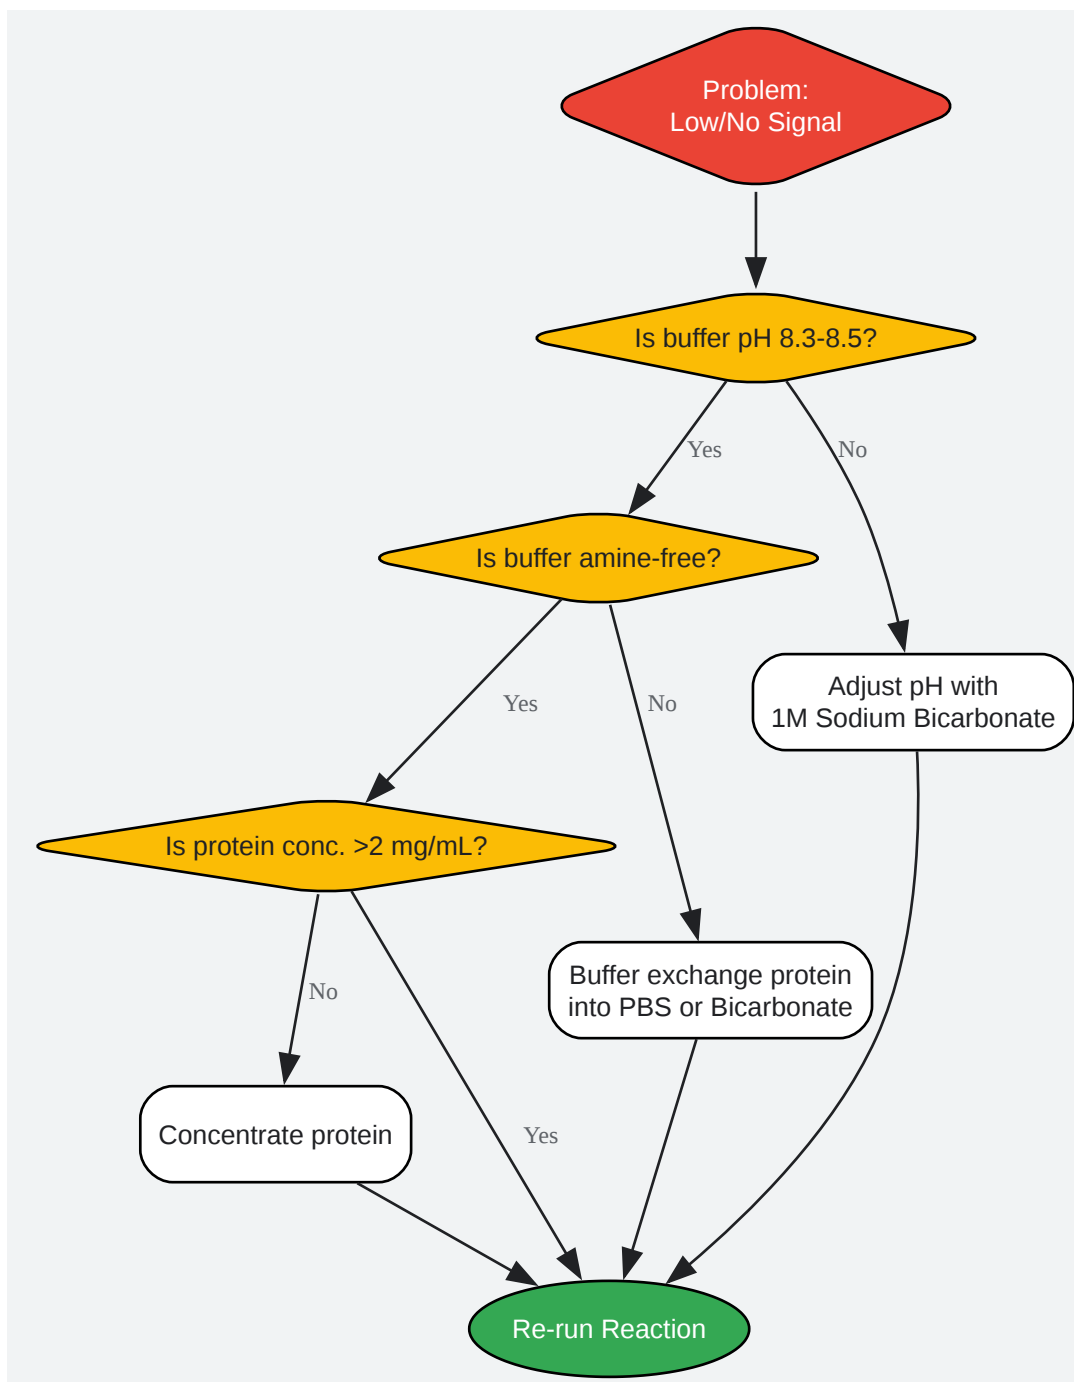 Problem:
Low/No Signal
Is buffer pH 8.3-8.5?
Yes
No
Is buffer amine-free?
Adjust pH with
1M Sodium Bicarbonate
Yes
No
Is protein conc. >2 mg/mL?
Buffer exchange protein
into PBS or Bicarbonate
No
Yes
Concentrate protein
Re-run Reaction